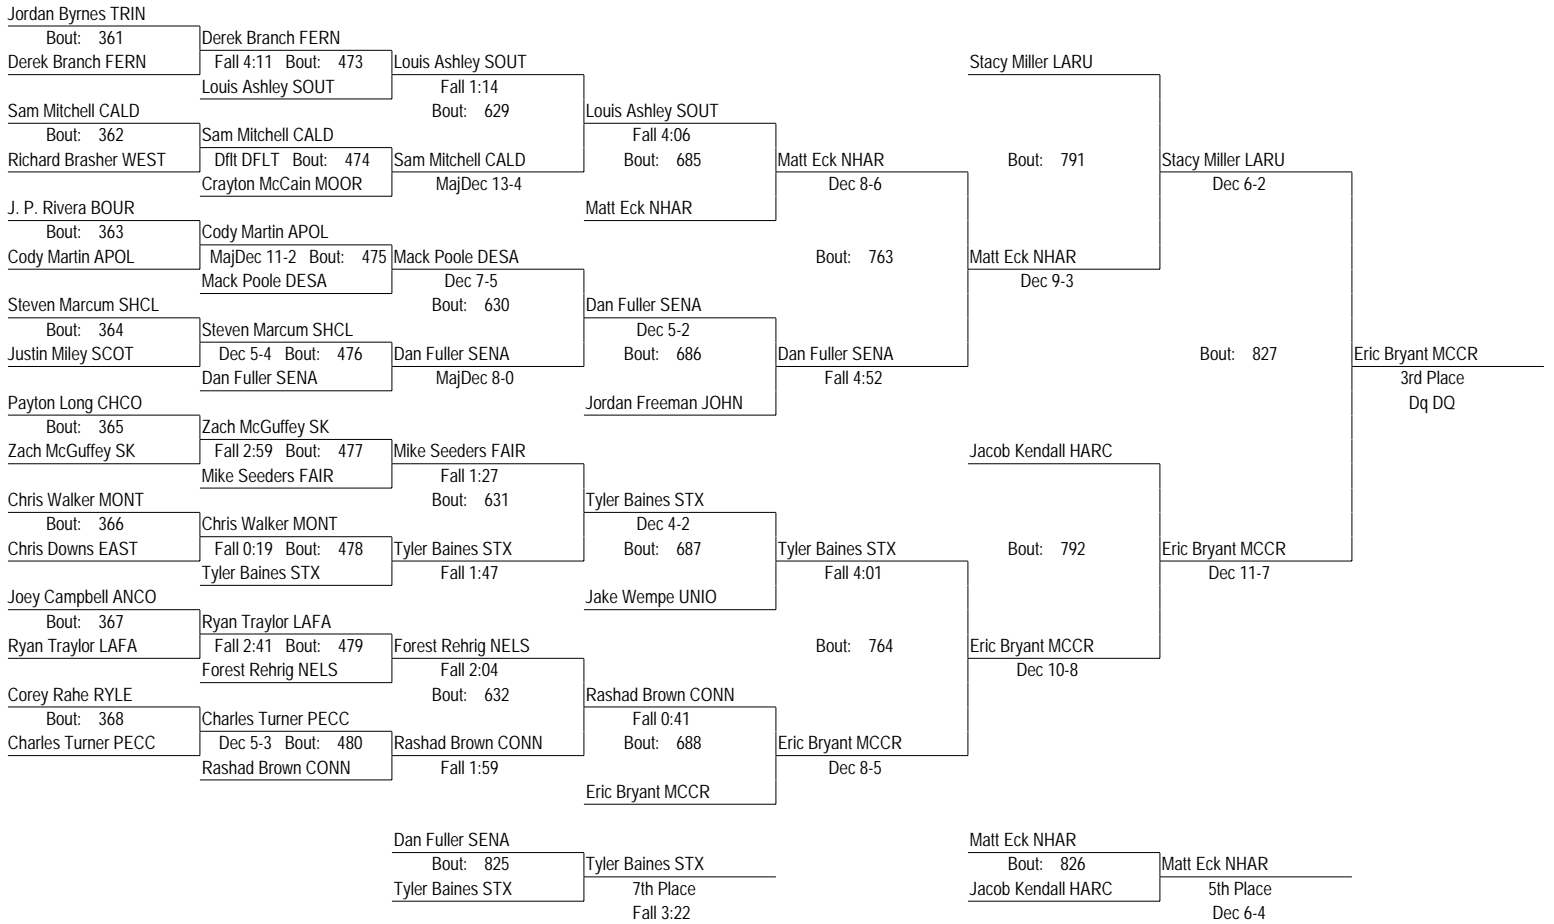 Jordan Byrnes TRIN
Bout: 361 Derek Branch FERN
Derek Branch FERN Fall 4:11 Bout: 473 Louis Ashley SOUT Stacy Miller LARU
Louis Ashley SOUT Fall 1:14
Sam Mitchell CALD Bout: 629 Louis Ashley SOUT
Bout: 362 Sam Mitchell CALD Fall 4:06
Richard Brasher WEST Dflt DFLT Bout: 474 Sam Mitchell CALD Bout: 685 Matt Eck NHAR Bout: 791 Stacy Miller LARU
Crayton McCain MOOR MajDec 13-4 Dec 8-6 Dec 6-2
J. P. Rivera BOUR Matt Eck NHAR
Bout: 363 Cody Martin APOL
Cody Martin APOL MajDec 11-2 Bout: 475 Mack Poole DESA Bout: 763 Matt Eck NHAR
Mack Poole DESA Dec 7-5 Dec 9-3
Steven Marcum SHCL Bout: 630 Dan Fuller SENA
Bout: 364 Steven Marcum SHCL Dec 5-2
Justin Miley SCOT Dec 5-4 Bout: 476 Dan Fuller SENA Bout: 686 Dan Fuller SENA Bout: 827 Eric Bryant MCCR
Dan Fuller SENA MajDec 8-0 Fall 4:52 3rd Place
Payton Long CHCO Jordan Freeman JOHN Dq DQ
Bout: 365 Zach McGuffey SK
Zach McGuffey SK Fall 2:59 Bout: 477 Mike Seeders FAIR Jacob Kendall HARC
Mike Seeders FAIR Fall 1:27
Chris Walker MONT Bout: 631 Tyler Baines STX
Bout: 366 Chris Walker MONT Dec 4-2
Chris Downs EAST Fall 0:19 Bout: 478 Tyler Baines STX Bout: 687 Tyler Baines STX Bout: 792 Eric Bryant MCCR
Tyler Baines STX Fall 1:47 Fall 4:01 Dec 11-7
Joey Campbell ANCO Jake Wempe UNIO
Bout: 367 Ryan Traylor LAFA
Ryan Traylor LAFA Fall 2:41 Bout: 479 Forest Rehrig NELS Bout: 764 Eric Bryant MCCR
Forest Rehrig NELS Fall 2:04 Dec 10-8
Corey Rahe RYLE Bout: 632 Rashad Brown CONN
Bout: 368 Charles Turner PECC Fall 0:41
Charles Turner PECC Dec 5-3 Bout: 480 Rashad Brown CONN Bout: 688 Eric Bryant MCCR
Rashad Brown CONN Fall 1:59 Dec 8-5
Eric Bryant MCCR
Dan Fuller SENA Matt Eck NHAR
Bout: 825 Tyler Baines STX Bout: 826 Matt Eck NHAR
Tyler Baines STX 7th Place Jacob Kendall HARC 5th Place
Fall 3:22 Dec 6-4